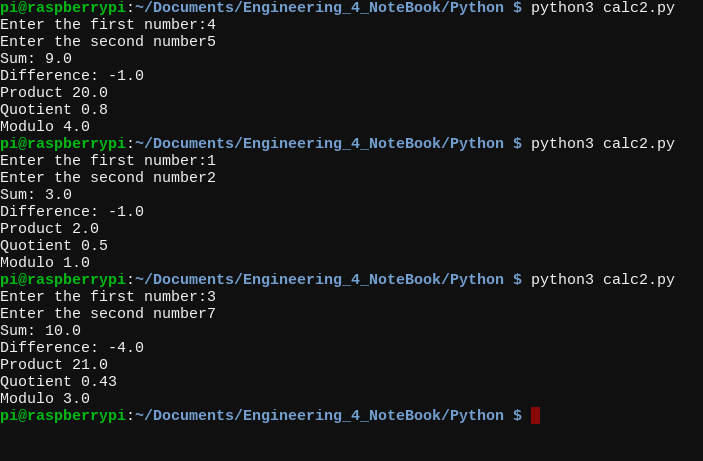 pi@raspberrypi:~/Documents/Engineering_4_NoteBook/Python $ python3 calc2.py
Enter the first number:4
Enter the second number5
Sum: 9.0
Difference: -1.0
Product 20.0
Quotient 0.8
Modulo 4.0
pi@raspberrypi:~/Documents/Engineering_4_NoteBook/Python $ python3 calc2.py
Enter the first number:1
Enter the second number2
Sum: 3.0
Difference: -1.0
Product 2.0
Quotient 0.5
Modulo 1.0
pi@raspberrypi:~/Documents/Engineering_4_NoteBook/Python $ python3 calc2.py
Enter the first number:3
Enter the second number7
Sum: 10.0
Difference: -4.0
Product 21.0
Quotient 0.43
Modulo 3.0
pi@raspberrypi:~/Documents/Engineering_4_NoteBook/Python $